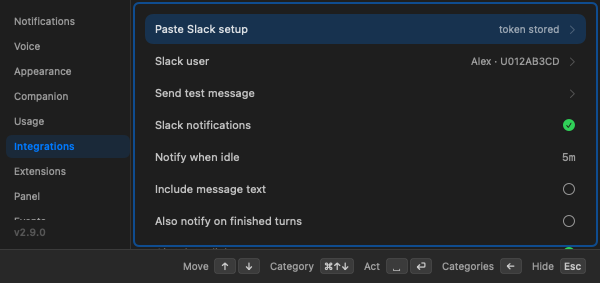 Notifications
Voice
Appearance
Companion
Usage
Integrations
Extensions
Panel
v2.9.0
Paste Slack setup token stored
Slack user Alex · U012AB3CD
Send test message
Slack notifications
Notify when idle 5m
Include message text
Also notify on finished turns
Move ↑ ↓ Category ⌘↑↓ Act ⎵ ⏎ Categories ← Hide Esc